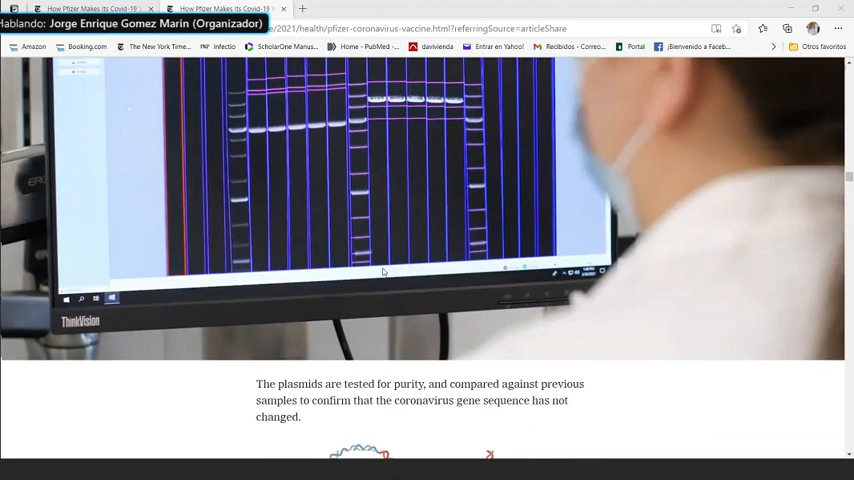 How Pfizer Makes Its Covid-19 V
How Pfizer Makes Its Covid-19 V
Hablando: Jorge Enrique Gomez Marin (Organizador)
e/2021/health/pfizer-coronavirus-vaccine.html?referringSource=articleShare
Amazon
Booking.com
The New York Time...
Infectio
ScholarOne Manus...
Home - PubMed -...
davivienda
Entrar en Yahoo!
Recibidos - Correo...
Portal
¡Bienvenido a Faceb...
Otros favoritos
ThinkVision
The plasmids are tested for purity, and compared against previous
samples to confirm that the coronavirus gene sequence has not
changed.